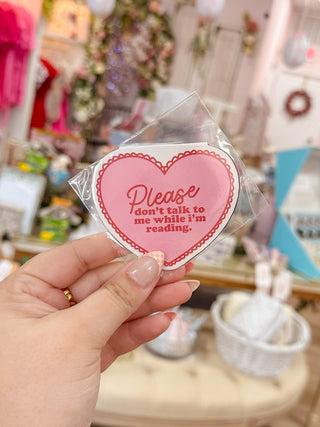 Please
don't talk to
me while i'm
reading.